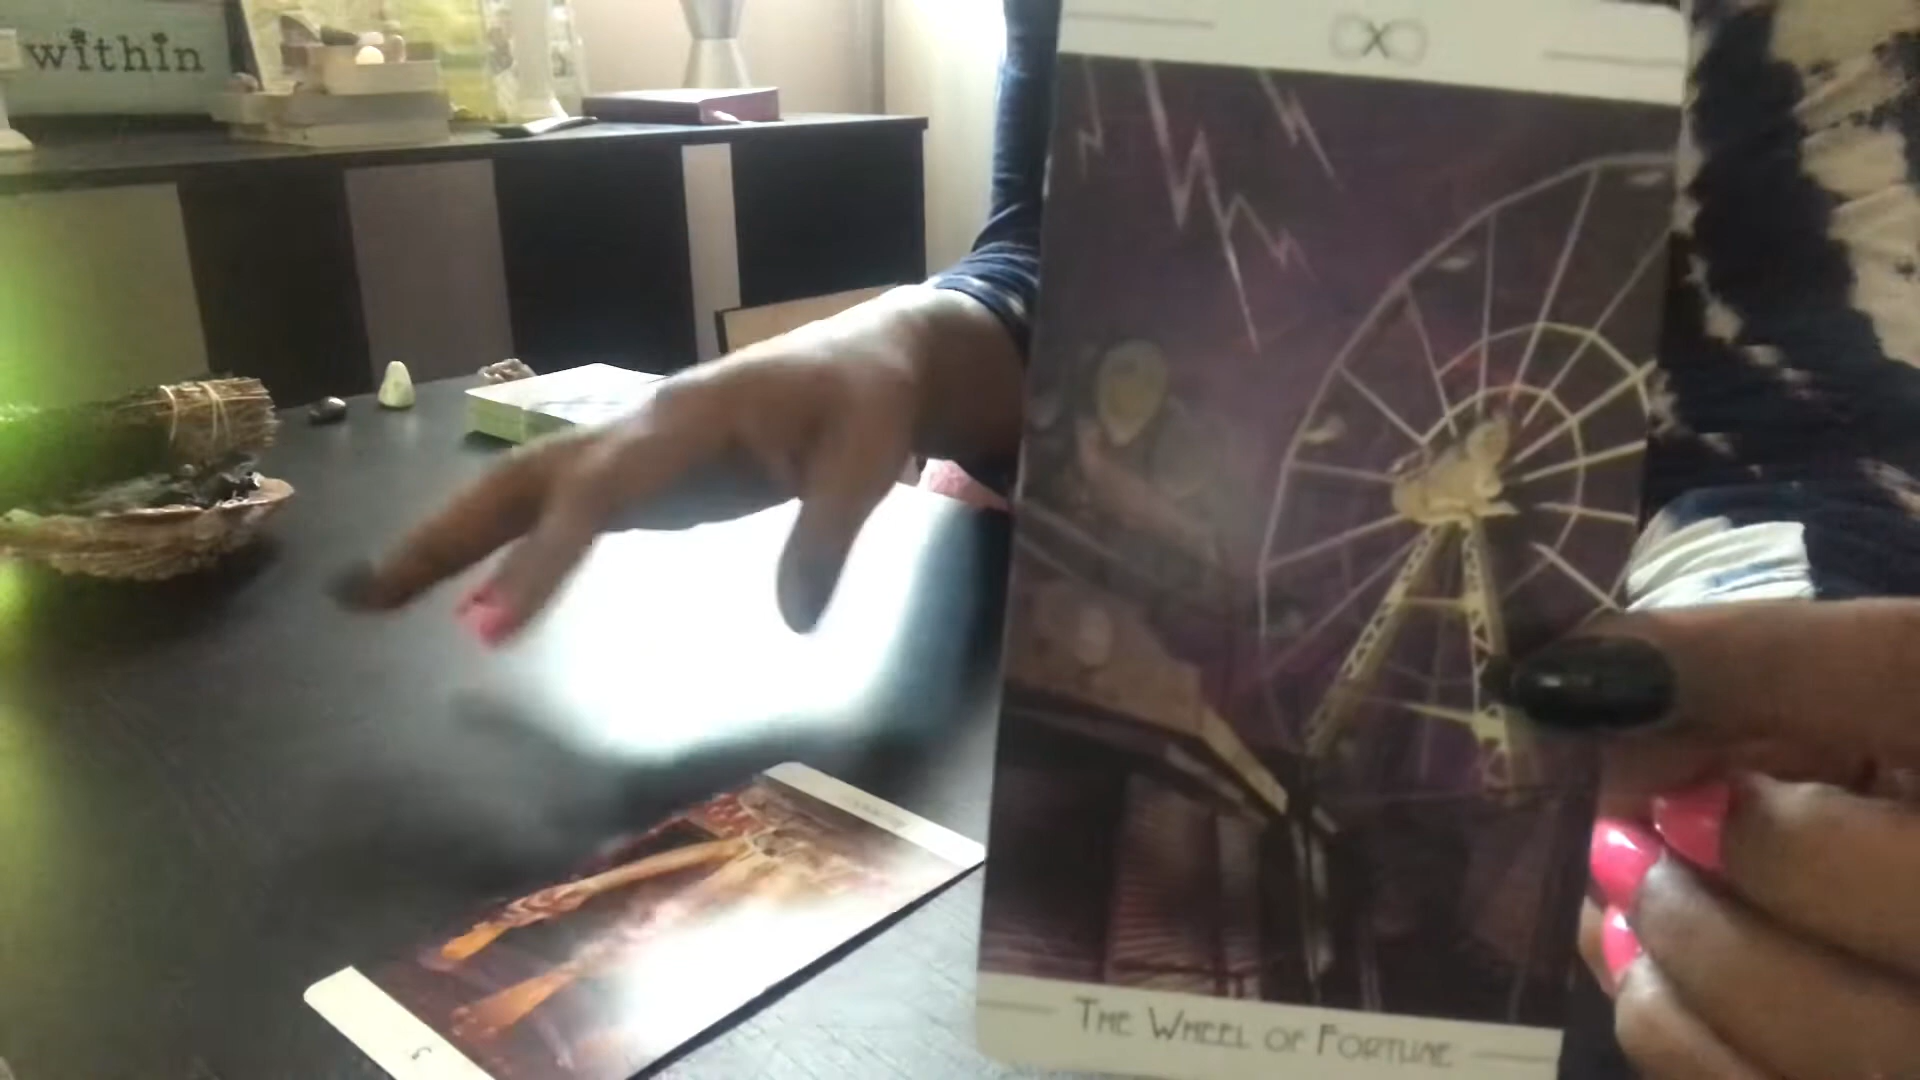 within
X
THE WHEEL OF FORTUNE